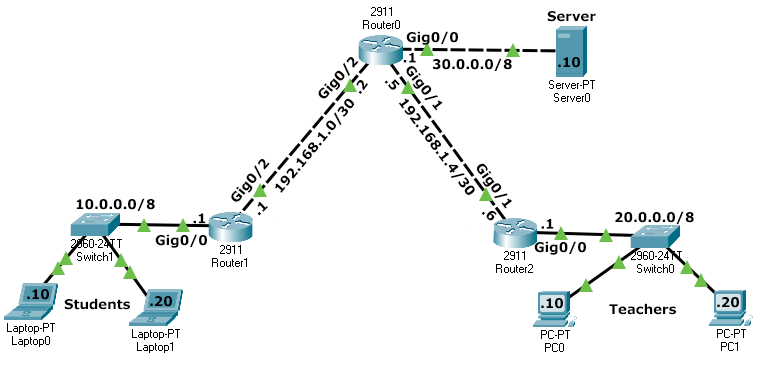 2911
Router0
Server
Gig0/0
.1
30.0.0.0/8
.10
Server-PT
Server0
Gig0/2
.2
192.168.1.0/30
Gig0/2
.1
Gig0/1
.5
192.168.1.4/30
Gig0/1
.6
10.0.0.0/8
2960-24TT
Switch1
.1
Gig0/0
2911
Router1
.10
Laptop-PT
Laptop0
Students
.20
Laptop-PT
Laptop1
2911
Router2
.1
Gig0/0
20.0.0.0/8
2960-24TT
Switch0
.10
PC-PT
PC0
Teachers
.20
PC-PT
PC1